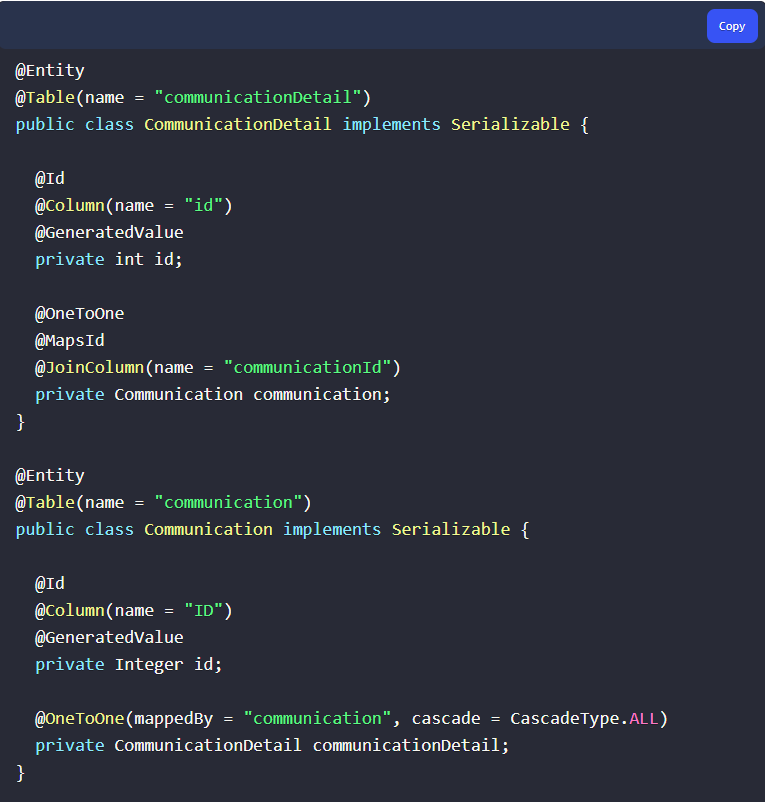 Copy
@Entity
@Table(name = "communicationDetail")
public class CommunicationDetail implements Serializable {
@Id
@Column(name = "id")
@GeneratedValue
private int id;
@OneToOne
@MapsId
@JoinColumn(name = "communicationId")
private Communication communication;
}
@Entity
@Table(name = "communication")
public class Communication implements Serializable {
@Id
@Column(name = "ID")
@GeneratedValue
private Integer id;
@OneToOne(mappedBy = "communication", cascade = CascadeType.ALL)
private CommunicationDetail communicationDetail;
}